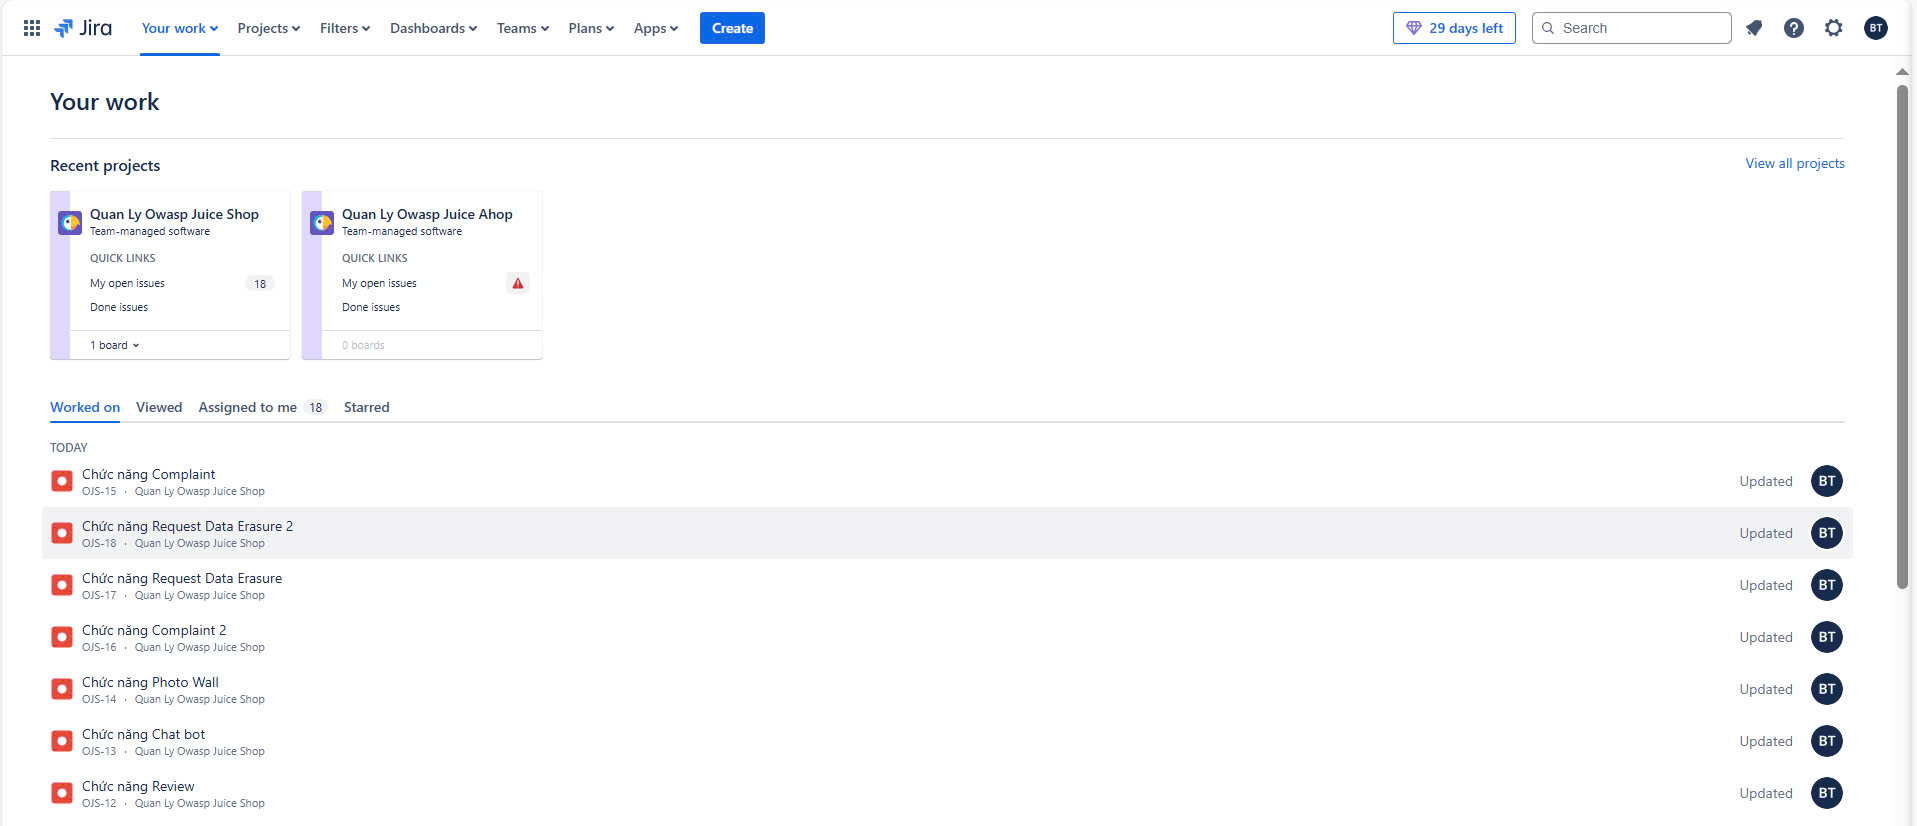 Jira Your work Projects Filters Dashboards Teams Plans Apps Create 29 days left Search BT
Your work
Recent projects View all projects
Quan Ly Owasp Juice Shop
Team-managed software
QUICK LINKS
My open issues 18
Done issues
1 board
Quan Ly Owasp Juice Ahop
Team-managed software
QUICK LINKS
My open issues
Done issues
0 boards
Worked on Viewed Assigned to me 18 Starred
TODAY
Chức năng Complaint
OJS-15 · Quan Ly Owasp Juice Shop
Updated BT
Chức năng Request Data Erasure 2
OJS-18 · Quan Ly Owasp Juice Shop
Updated BT
Chức năng Request Data Erasure
OJS-17 · Quan Ly Owasp Juice Shop
Updated BT
Chức năng Complaint 2
OJS-16 · Quan Ly Owasp Juice Shop
Updated BT
Chức năng Photo Wall
OJS-14 · Quan Ly Owasp Juice Shop
Updated BT
Chức năng Chat bot
OJS-13 · Quan Ly Owasp Juice Shop
Updated BT
Chức năng Review
OJS-12 · Quan Ly Owasp Juice Shop
Updated BT